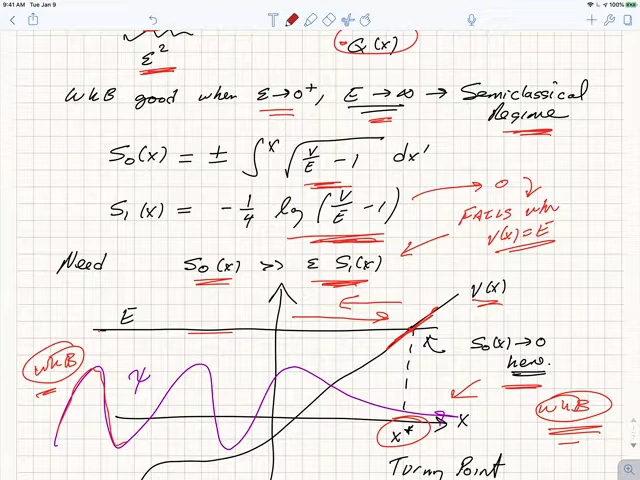 9:41 AM Tue Jan 9
100%
ε²
Q(x)
WKB good when ε→0⁺, E→∞ → Semiclassical Regime
S₀(x) = ± ∫ˣ √(V/E − 1) dx'
S₁(x) = −1/4 log (V/E − 1) → 0
FAILS when
V(x)=E
Need S₀(x) >> ε S₁(x)
E
V(x)
WKB
ψ
S₀(x)→0
here.
WKB
x*
x
Turning Point